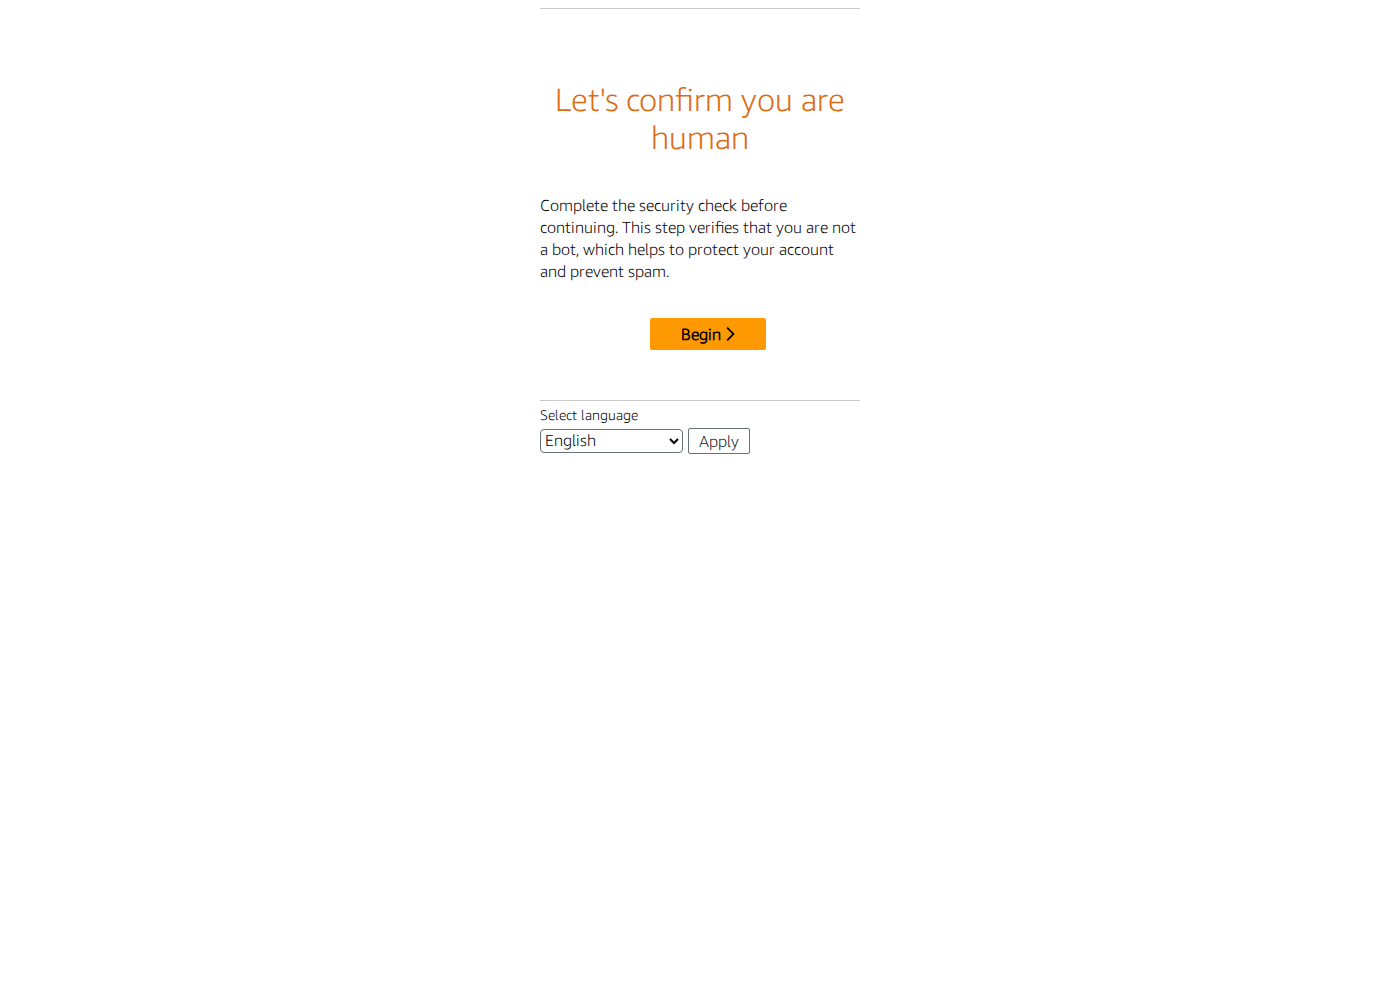 Let's confirm you are
human
Complete the security check before
continuing. This step verifies that you are not
a bot, which helps to protect your account
and prevent spam.
Begin
Select language
English
Apply